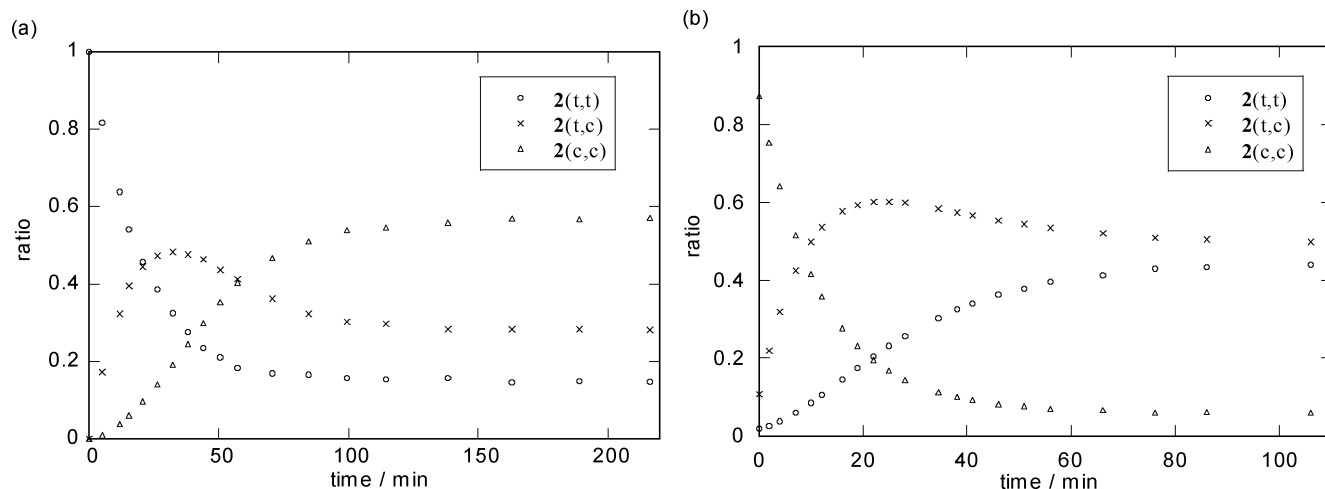 (a)
1
0.8
0.6
0.4
0.2
0
ratio
0 50 100 150 200
time / min
2(t,t)
2(t,c)
2(c,c)
(b)
1
0.8
0.6
0.4
0.2
0
ratio
0 20 40 60 80 100
time / min
2(t,t)
2(t,c)
2(c,c)